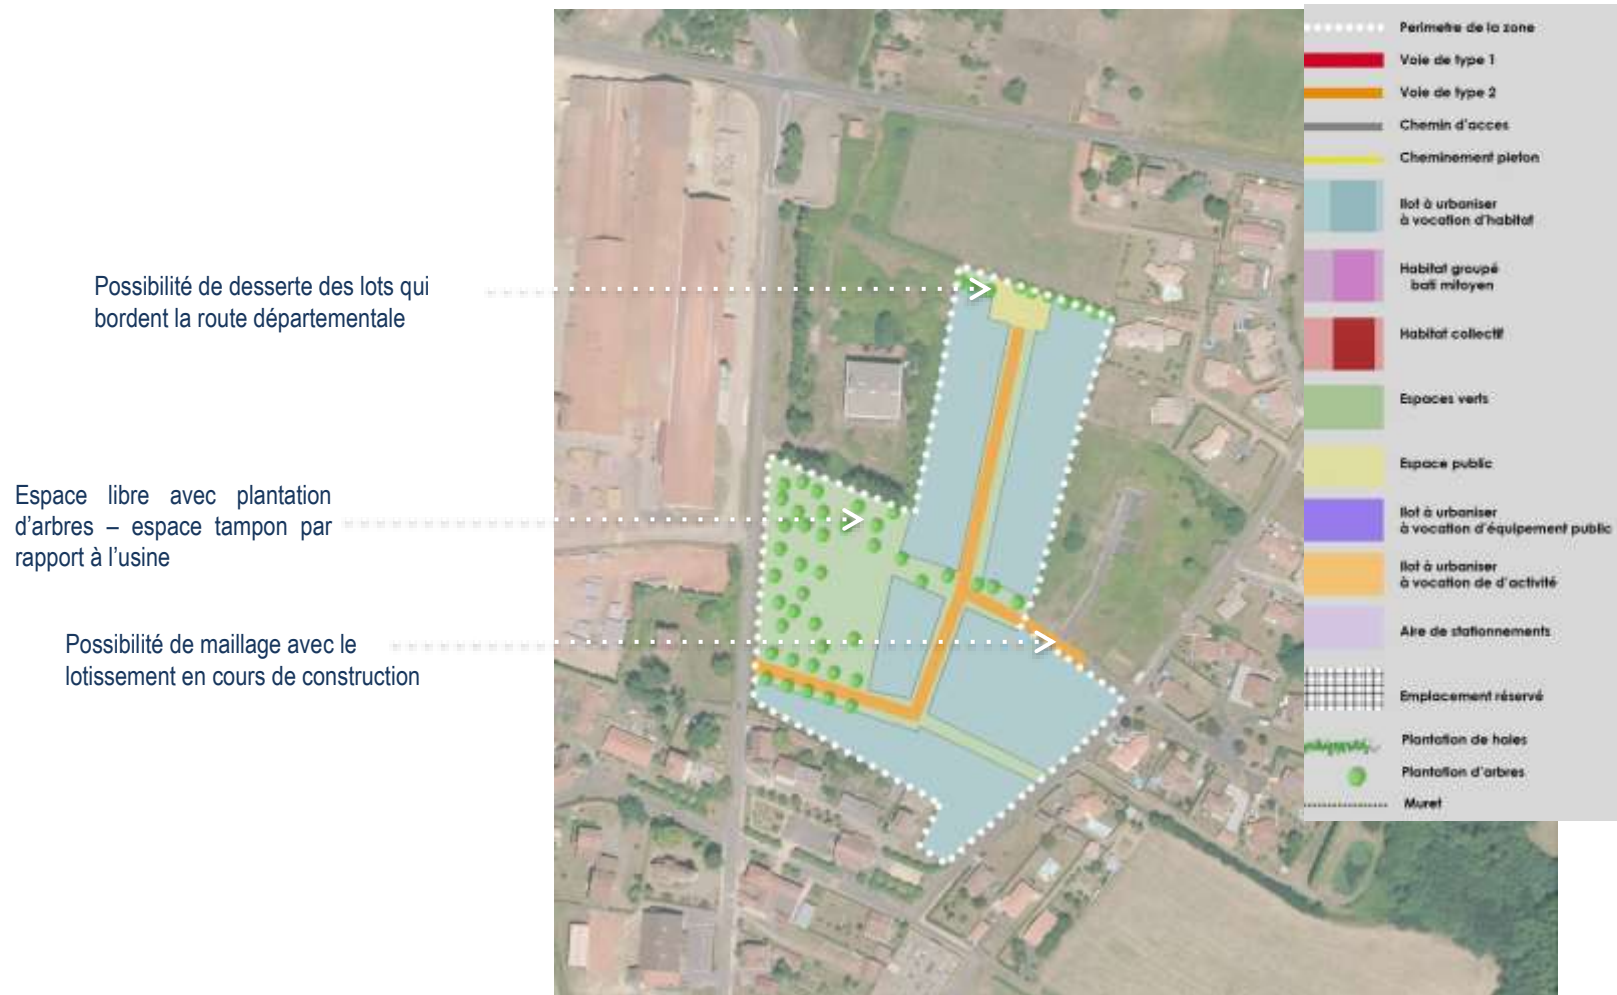 Possibilité de desserte des lots qui
bordent la route départementale
Espace libre avec plantation
d'arbres – espace tampon par
rapport à l'usine
Possibilité de maillage avec le
lotissement en cours de construction
Perimetre de la zone
Voie de type 1
Voie de type 2
Chemin d'acces
Cheminement pieton
Ilot à urbaniser
à vocation d'habitat
Habitat groupé
bati mitoyen
Habitat collectif
Espaces verts
Espace public
Ilot à urbaniser
à vocation d'équipement public
Ilot à urbaniser
à vocation de d'activité
Aire de stationnements
Emplacement réservé
Plantation de haies
Plantation d'arbres
Muret